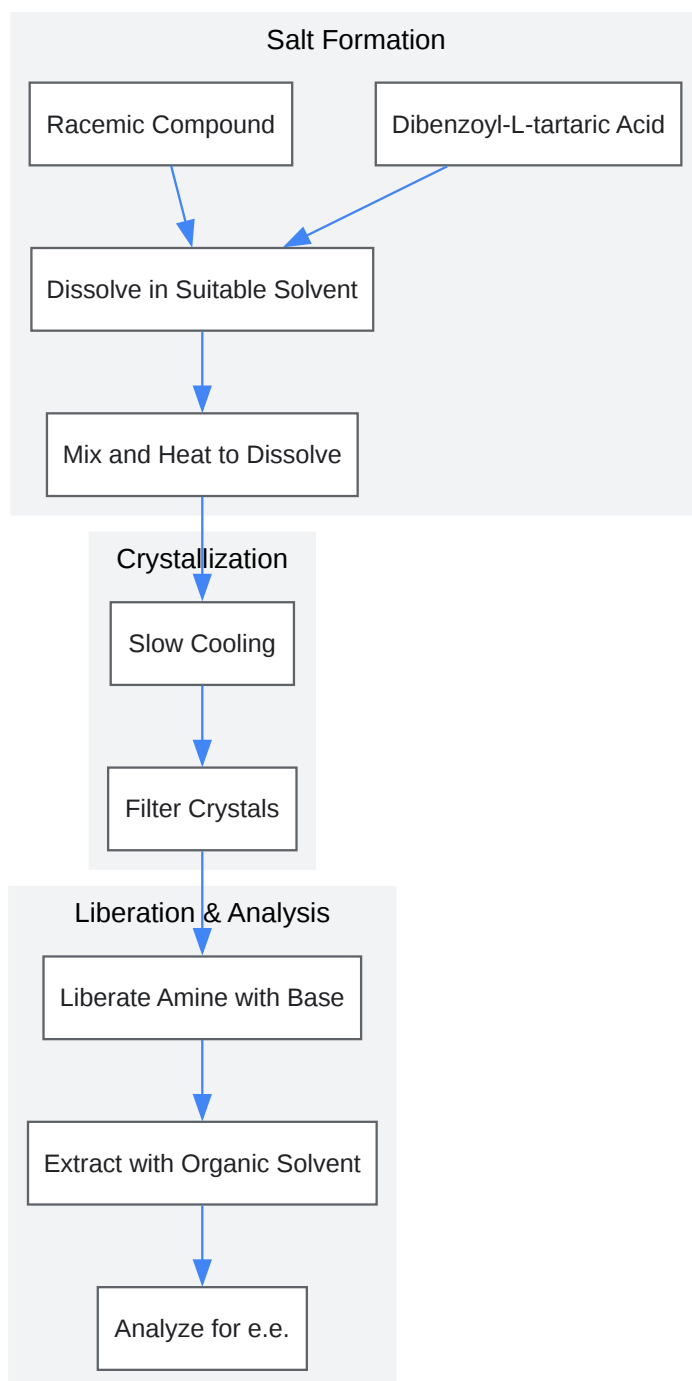 Salt Formation
Racemic Compound
Dibenzoyl-L-tartaric Acid
Dissolve in Suitable Solvent
Mix and Heat to Dissolve
Crystallization
Slow Cooling
Filter Crystals
Liberation & Analysis
Liberate Amine with Base
Extract with Organic Solvent
Analyze for e.e.